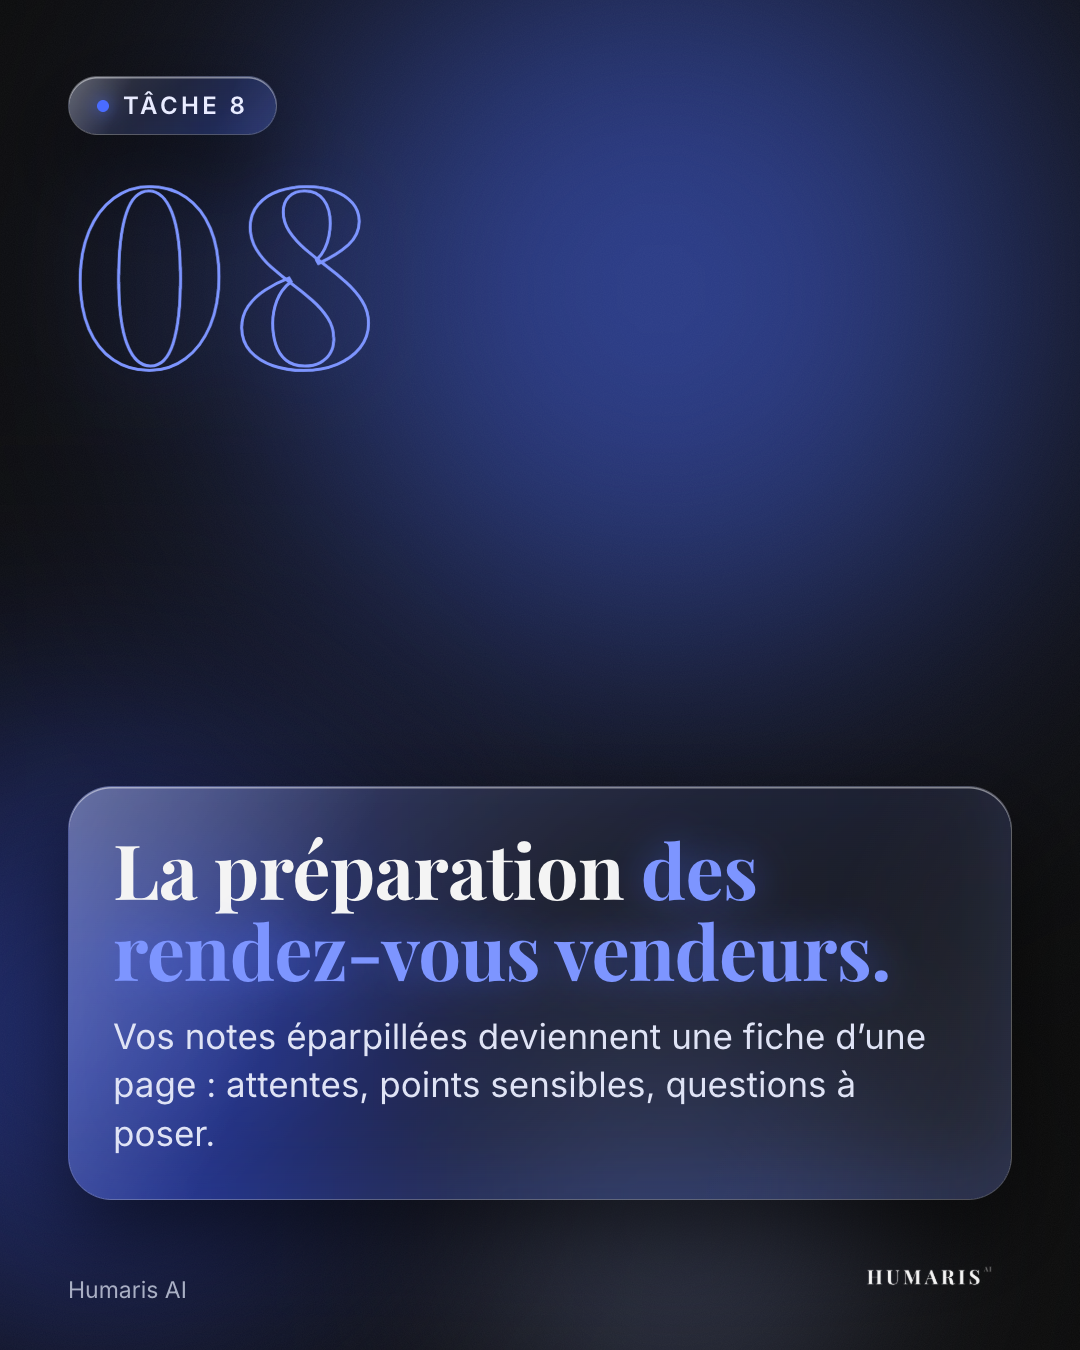 TÂCHE 8
08
La préparation des
rendez-vous vendeurs.
Vos notes éparpillées deviennent une fiche d’une
page : attentes, points sensibles, questions à
poser.
Humaris AI
HUMARIS AI